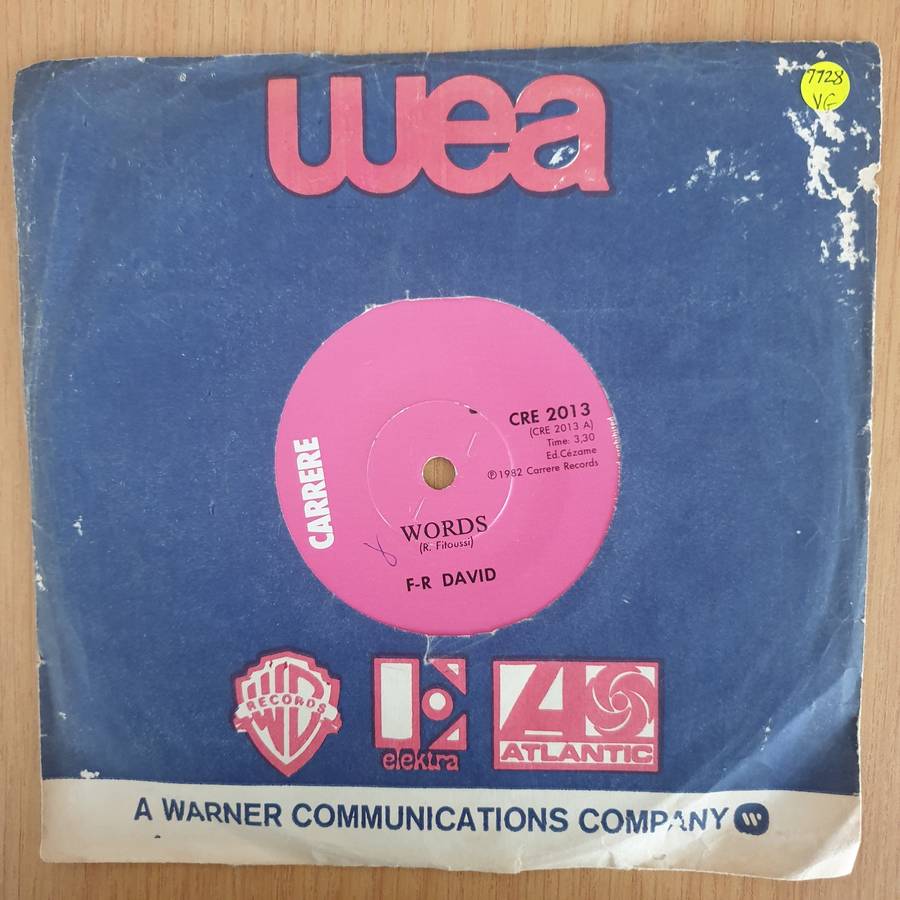 wea
7728
VG
CARRERE
CRE 2013
(CRE 2013 A)
Time: 3,30
Ed.Cézame
℗ 1982 Carrere Records
prohibited
WORDS
(R. Fitoussi)
F-R DAVID
RECORDS
elektra
ATLANTIC
A WARNER COMMUNICATIONS COMPANY